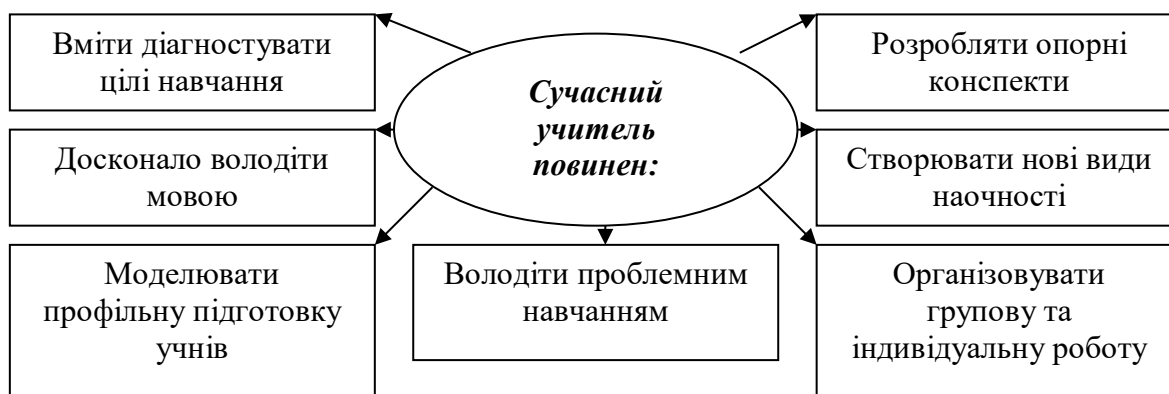 Сучасний
учитель
повинен:
Вміти діагностувати
цілі навчання
Досконало володіти
мовою
Моделювати
профільну підготовку
учнів
Володіти проблемним
навчанням
Розробляти опорні
конспекти
Створювати нові види
наочності
Організовувати
групову та
індивідуальну роботу